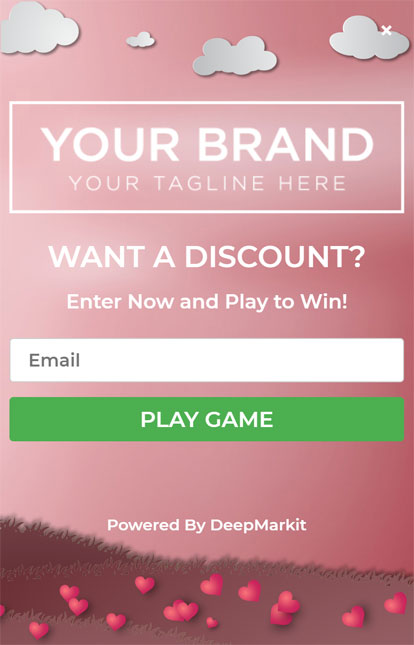 YOUR BRAND
YOUR TAGLINE HERE
WANT A DISCOUNT?
Enter Now and Play to Win!
Email
PLAY GAME
Powered By DeepMarkit